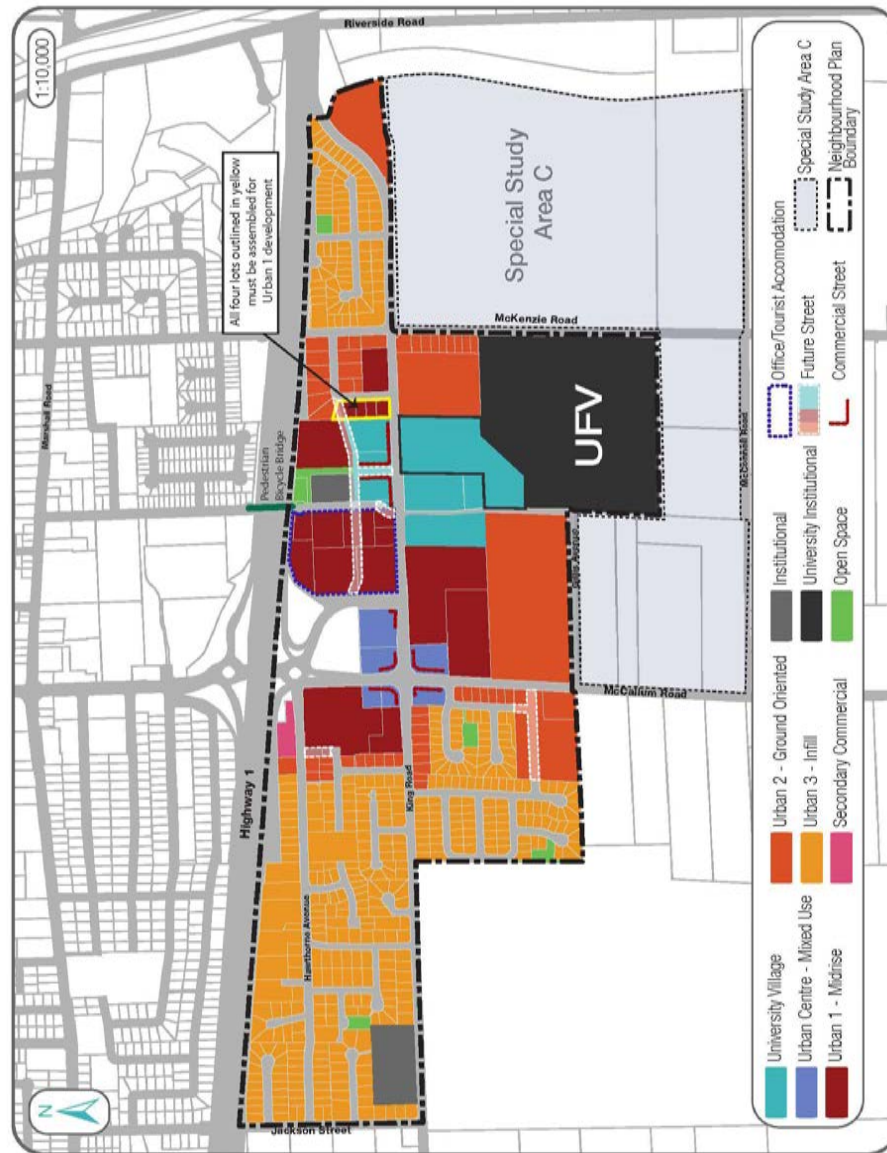 N
1:10,000
Marshall Road
Riverside Road
Pedestrian
Bicycle Bridge
All four lots outlined in yellow
must be assembled for
Urban 1 development
Highway 1
Hawthorne Avenue
Jackson Street
King Road
McKenzie Road
Special Study
Area C
UFV
Avenue
McCallum Road
McConnell Road
University Village
Urban Centre - Mixed Use
Urban 1 - Midrise
Urban 2 - Ground Oriented
Urban 3 - Infill
Secondary Commercial
Institutional
University Institutional
Open Space
Office/Tourist Accomodation
Future Street
Commercial Street
Special Study Area C
Neighbourhood Plan
Boundary